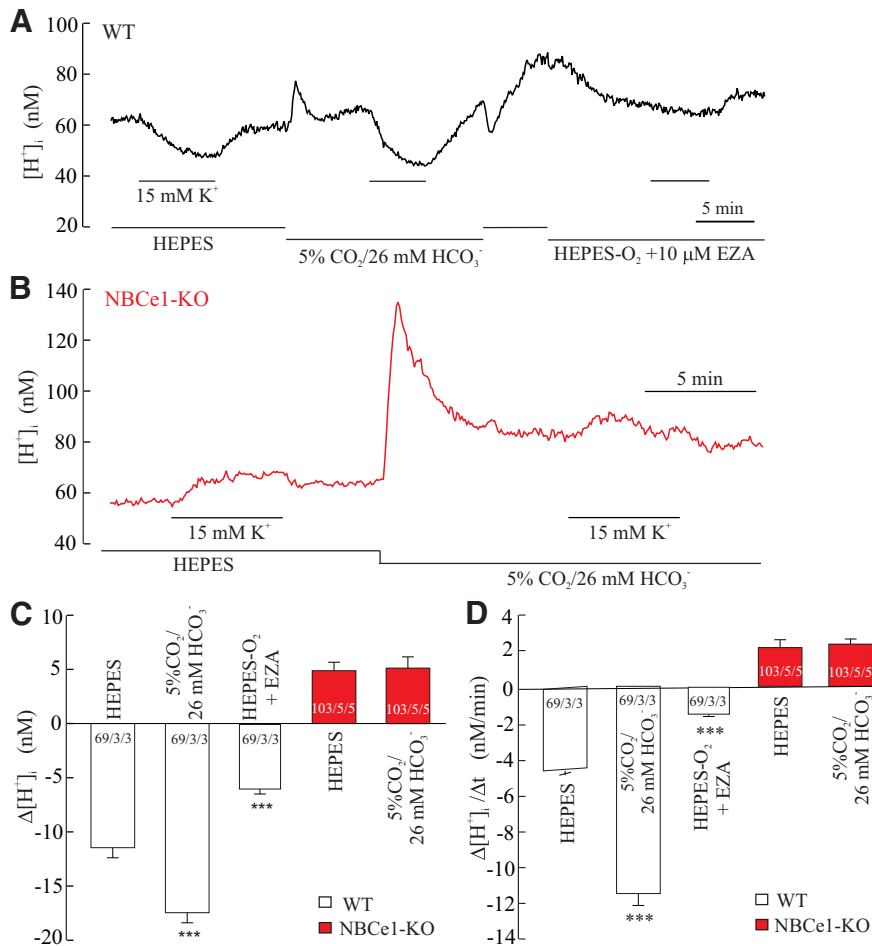 A
WT
[H⁺]ᵢ (nM)
100
80
60
40
20
15 mM K⁺
5 min
HEPES
5% CO₂/26 mM HCO₃⁻
HEPES-O₂ +10 μM EZA
B
NBCe1-KO
[H⁺]ᵢ (nM)
140
120
100
80
60
40
5 min
15 mM K⁺
15 mM K⁺
HEPES
5% CO₂/26 mM HCO₃⁻
C
Δ[H⁺]ᵢ (nM)
10
5
0
-5
-10
-15
-20
HEPES
5%CO₂/
26 mM HCO₃⁻
HEPES-O₂
+ EZA
69/3/3
69/3/3
69/3/3
103/5/5
103/5/5
HEPES
5%CO₂/
26 mM HCO₃⁻
***
***
WT
NBCe1-KO
D
Δ[H⁺]ᵢ /Δt (nM/min)
4
2
0
-2
-4
-6
-8
-10
-12
-14
69/3/3
69/3/3
69/3/3
103/5/5
103/5/5
HEPES
5%CO₂/
26 mM HCO₃⁻
HEPES-O₂
+ EZA
HEPES
5%CO₂/
26 mM HCO₃⁻
***
***
WT
NBCe1-KO